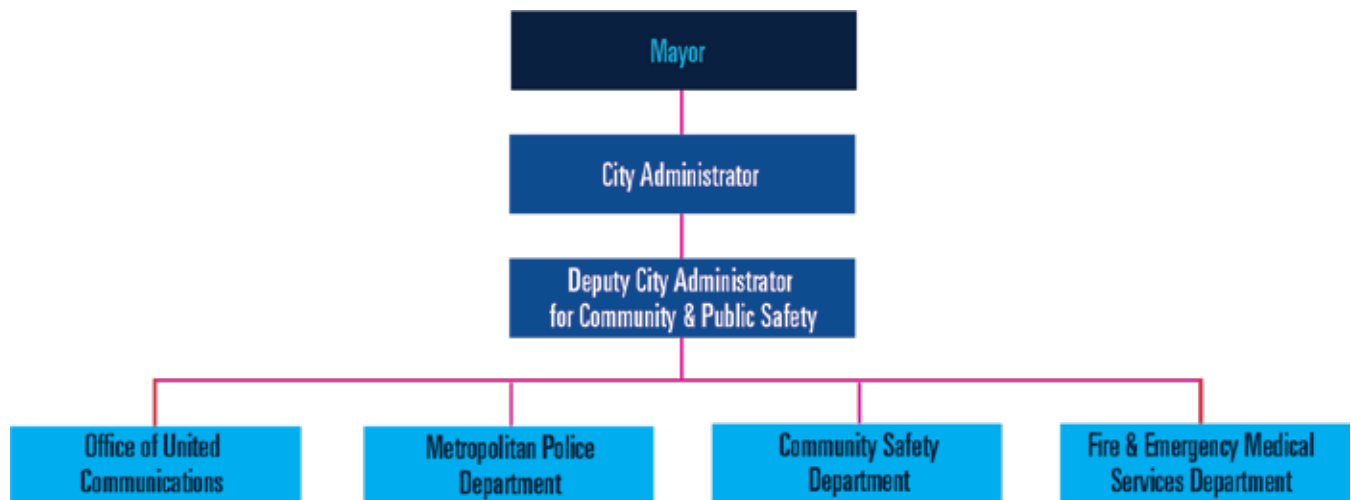 Mayor
City Administrator
Deputy City Administrator
for Community & Public Safety
Office of United
Communications
Metropolitan Police
Department
Community Safety
Department
Fire & Emergency Medical
Services Department